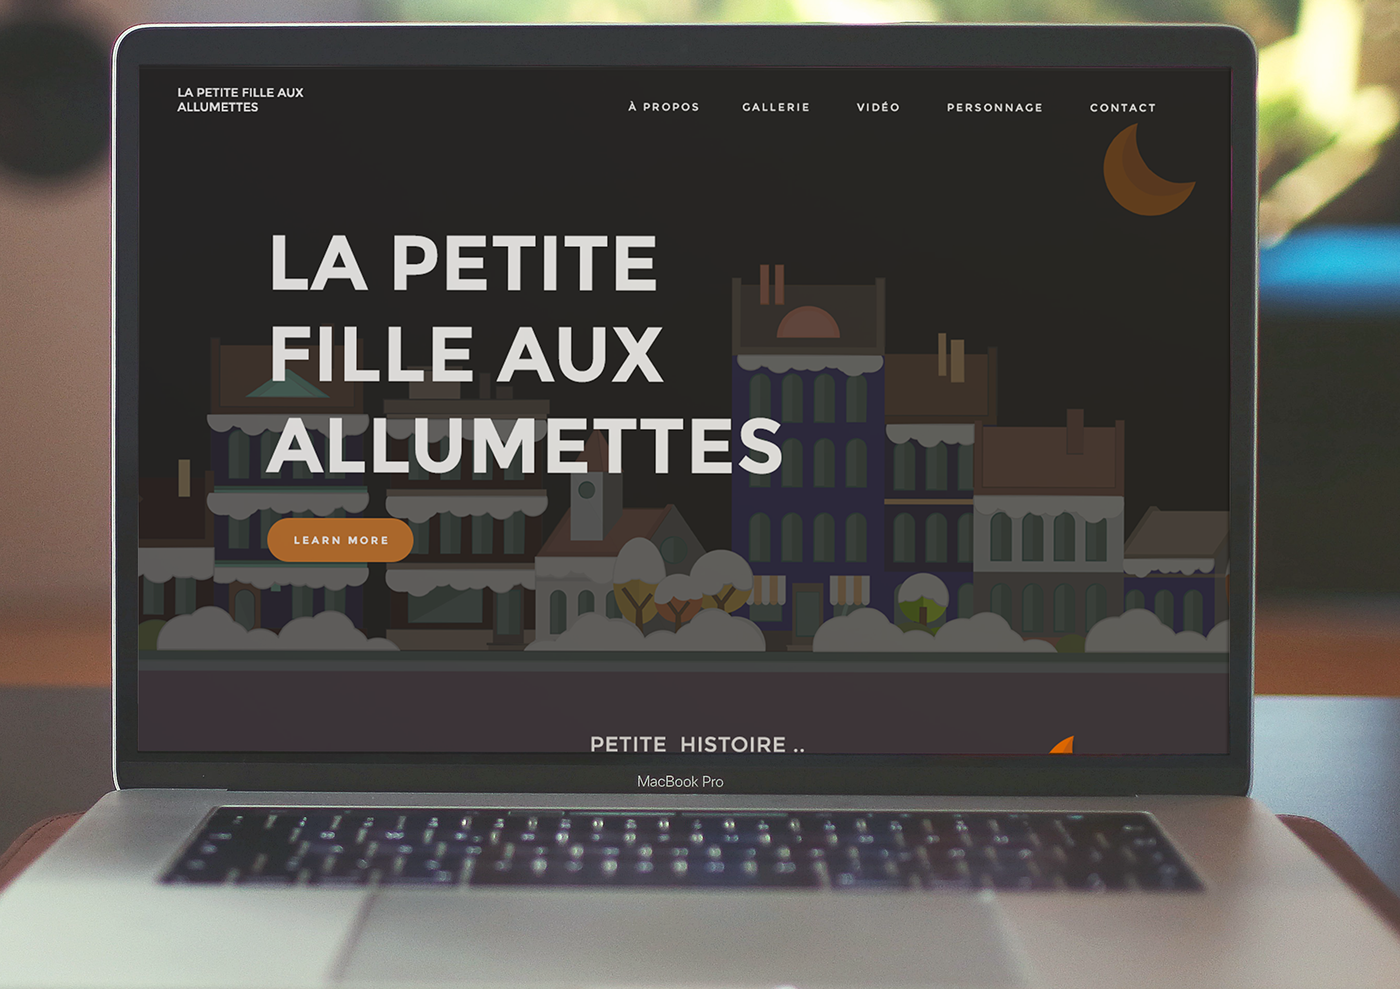 LA PETITE FILLE AUX
ALLUMETTES
À PROPOS GALLERIE VIDÉO PERSONNAGE CONTACT
LA PETITE
FILLE AUX
ALLUMETTES
LEARN MORE
PETITE HISTOIRE ..
MacBook Pro